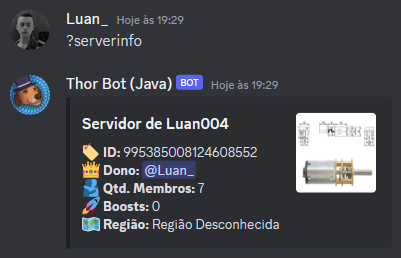 Luan_ Hoje às 19:29
?serverinfo
Thor Bot (Java) BOT Hoje às 19:29
Servidor de Luan004
ID: 995385008124608552
Dono: @Luan_
Qtd. Membros: 7
Boosts: 0
Região: Região Desconhecida